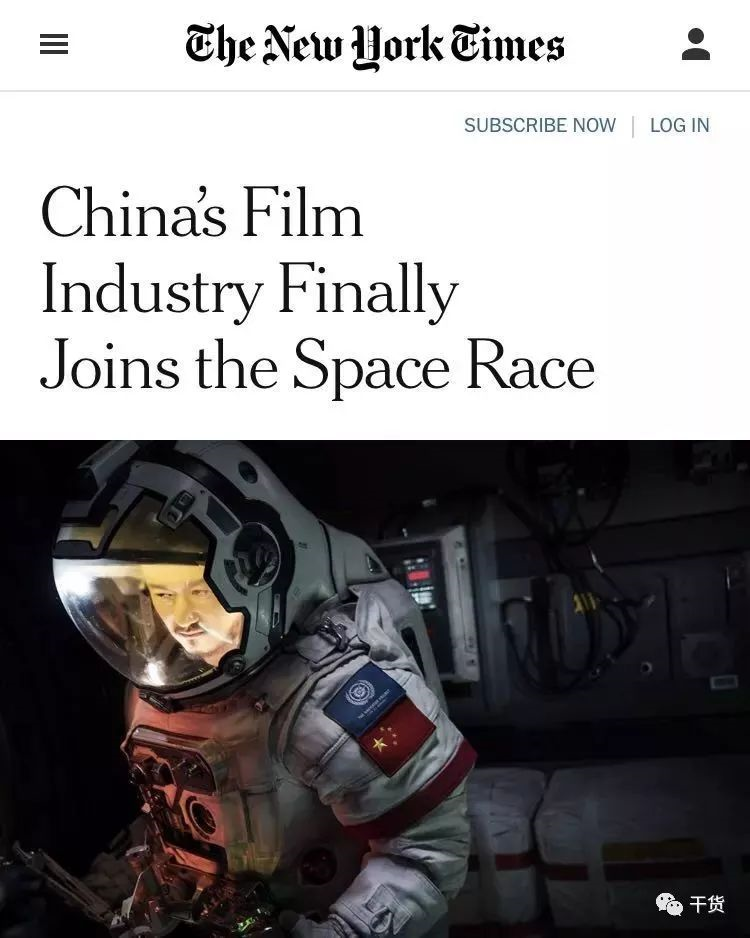 The New York Times
SUBSCRIBE NOW | LOG IN
China's Film
Industry Finally
Joins the Space Race
干货